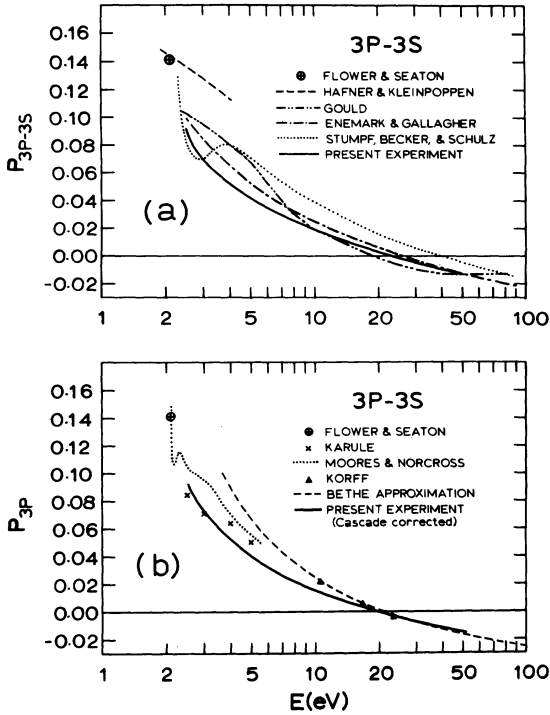 0.16
0.14
0.12
0.10
0.08
0.06
0.04
0.02
0.00
-0.02
P3P-3S
3P-3S
FLOWER & SEATON
HAFNER & KLEINPOPPEN
GOULD
ENEMARK & GALLAGHER
STUMPF, BECKER, & SCHULZ
PRESENT EXPERIMENT
(a)
1 2 5 10 20 50 100
0.16
0.14
0.12
0.10
0.08
0.06
0.04
0.02
0.00
-0.02
P3P
3P-3S
FLOWER & SEATON
KARULE
MOORES & NORCROSS
KORFF
BETHE APPROXIMATION
PRESENT EXPERIMENT
(Cascade corrected)
(b)
1 2 5 10 20 50 100
E(eV)